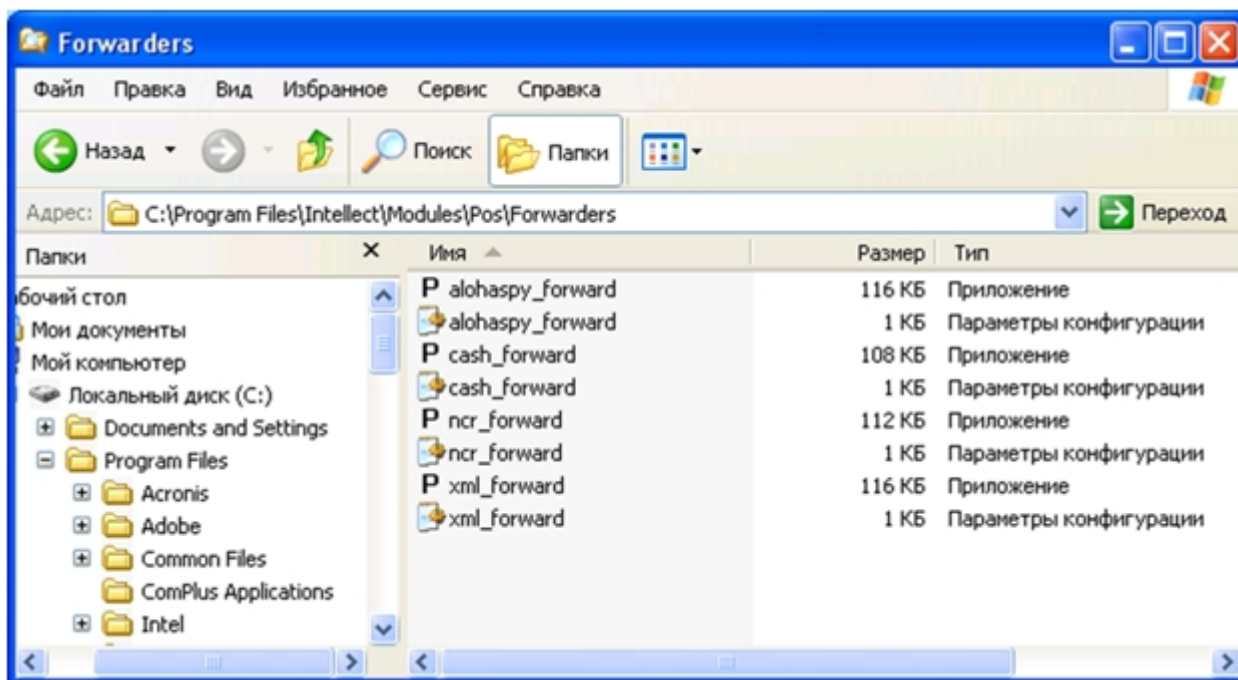 Forwarders
Файл Правка Вид Избранное Сервис Справка
Назад Поиск Папки
Адрес: C:\Program Files\Intellect\Modules\Pos\Forwarders Переход
Папки X Имя Размер Тип
бочий стол
Мои документы
Мой компьютер
Локальный диск (C:)
Documents and Settings
Program Files
Acronis
Adobe
Common Files
ComPlus Applications
Intel
P alohaspy_forward 116 КБ Приложение
alohaspy_forward 1 КБ Параметры конфигурации
P cash_forward 108 КБ Приложение
cash_forward 1 КБ Параметры конфигурации
P ncr_forward 112 КБ Приложение
ncr_forward 1 КБ Параметры конфигурации
P xml_forward 116 КБ Приложение
xml_forward 1 КБ Параметры конфигурации